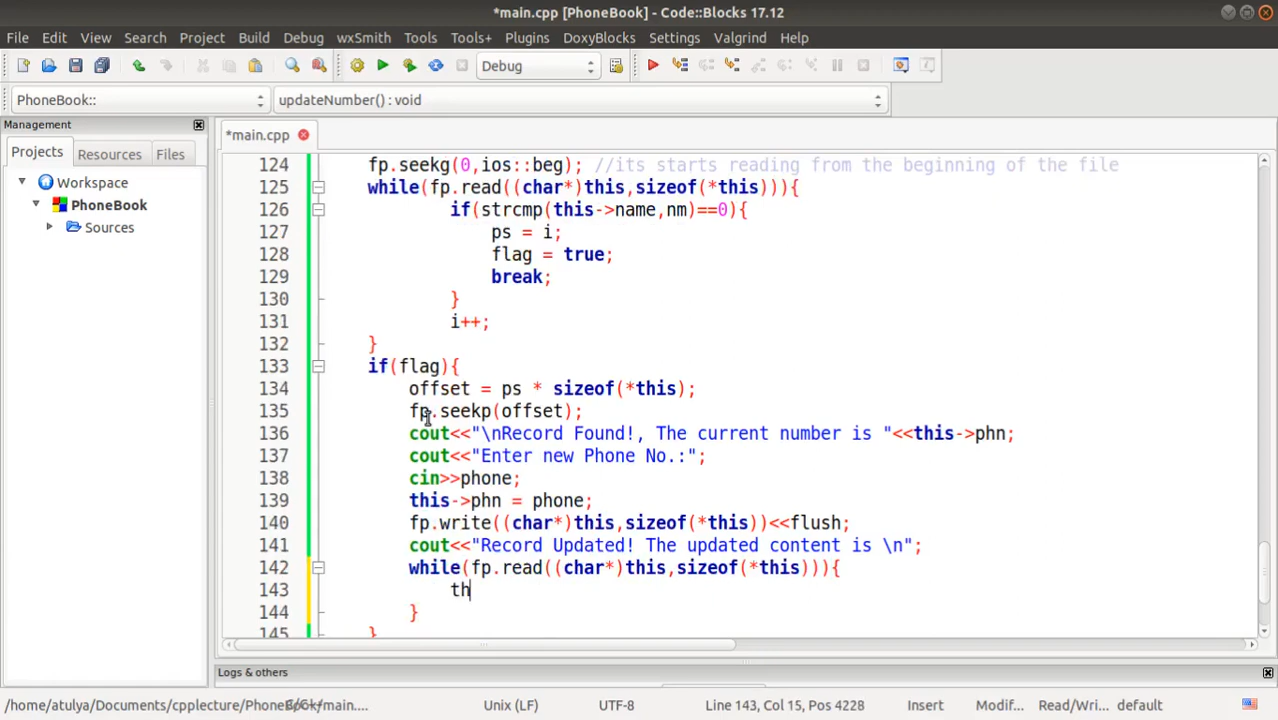 *main.cpp [PhoneBook] - Code::Blocks 17.12
File Edit View Search Project Build Debug wxSmith Tools Tools+ Plugins DoxyBlocks Settings Valgrind Help
Debug
PhoneBook:: updateNumber() : void
Management
*main.cpp
Projects Resources Files
Workspace
PhoneBook
Sources
124 fp.seekg(0,ios::beg); //its starts reading from the beginning of the file
125 while(fp.read((char*)this,sizeof(*this))){
126 if(strcmp(this->name,nm)==0){
127 ps = i;
128 flag = true;
129 break;
130 }
131 i++;
132 }
133 if(flag){
134 offset = ps * sizeof(*this);
135 fp.seekp(offset);
136 cout<<"\nRecord Found!, The current number is "<<this->phn;
137 cout<<"Enter new Phone No.:";
138 cin>>phone;
139 this->phn = phone;
140 fp.write((char*)this,sizeof(*this))<<flush;
141 cout<<"Record Updated! The updated content is \n";
142 while(fp.read((char*)this,sizeof(*this))){
143 th
144 }
145 }
Logs & others
/home/atulya/Documents/cpplecture/PhoneBook/main.... Unix (LF) UTF-8 Line 143, Col 15, Pos 4228 Insert Modif... Read/Wri... default